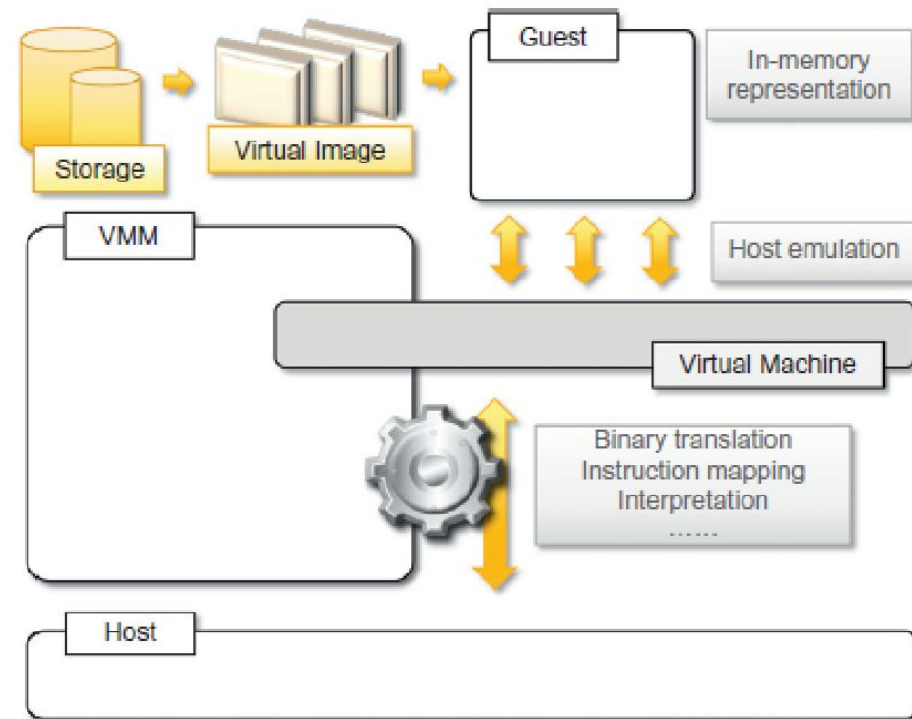 Guest
In-memory
representation
Storage
Virtual Image
VMM
Host emulation
Virtual Machine
Binary translation
Instruction mapping
Interpretation
......
Host